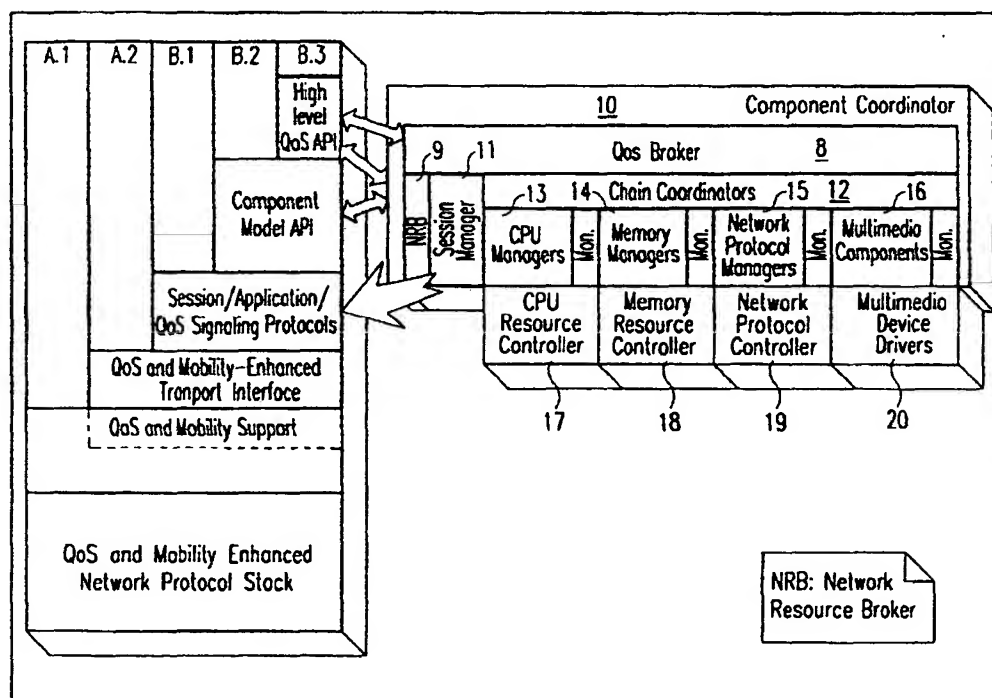 A.1
A.2
B.1
B.2
B.3
High
level
QoS API
Component
Model API
Session/Application/
QoS Signaling Protocols
QoS and Mobility-Enhanced
Tranport Interface
QoS and Mobility Support
QoS and Mobility Enhanced
Network Protocol Stack
10
Component Coordinator
9
11
Qos Broker
8
NRB
Session
Manager
Chain Coordinators
12
13
14
15
16
CPU
Managers
Mon.
Memory
Managers
Mon.
Network
Protocol
Managers
Mon.
Multimedia
Components
Mon.
CPU
Resource
Controller
Memory
Resource
Controller
Network
Protocol
Controller
Multimedia
Device
Drivers
17
18
19
20
NRB: Network
Resource Broker